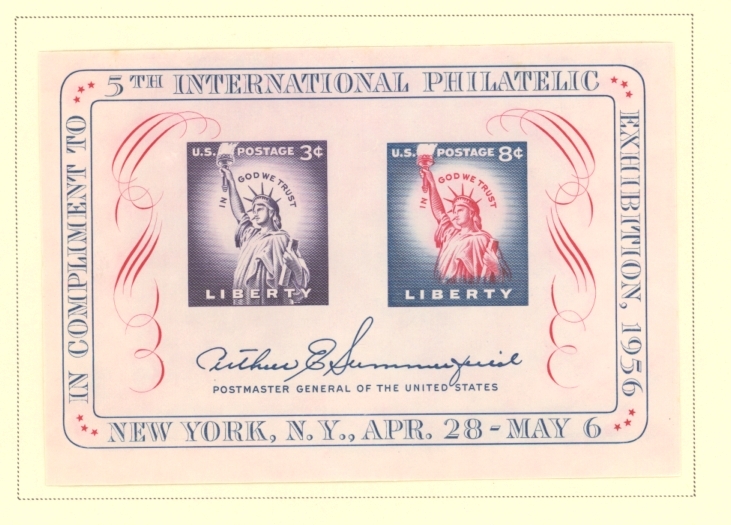 IN COMPLIMENT TO
5TH INTERNATIONAL PHILATELIC
EXHIBITION, 1956
U.S. POSTAGE 3¢
IN GOD WE TRUST
LIBERTY
U.S. POSTAGE 8¢
IN GOD WE TRUST
LIBERTY
Arthur E Summerfield
POSTMASTER GENERAL OF THE UNITED STATES
NEW YORK, N.Y., APR. 28 - MAY 6